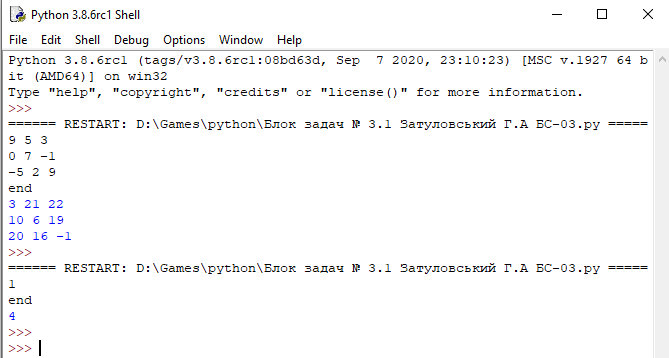 Python 3.8.6rc1 Shell
File Edit Shell Debug Options Window Help
Python 3.8.6rc1 (tags/v3.8.6rc1:08bd63d, Sep  7 2020, 23:10:23) [MSC v.1927 64 b
it (AMD64)] on win32
Type "help", "copyright", "credits" or "license()" for more information.
>>>
====== RESTART: D:\Games\python\Блок задач № 3.1 Затуловський Г.А БС-03.py =====
9 5 3
0 7 -1
-5 2 9
end
3 21 22
10 6 19
20 16 -1
>>>
====== RESTART: D:\Games\python\Блок задач № 3.1 Затуловський Г.А БС-03.py =====
1
end
4
>>>
>>>